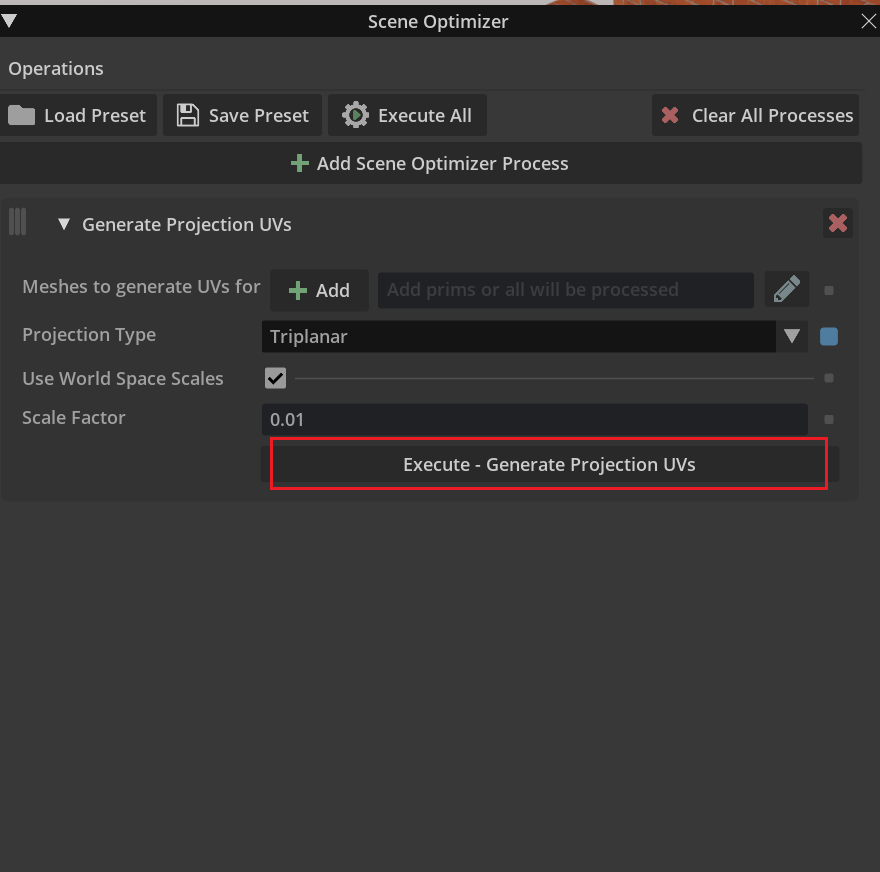 Scene Optimizer
Operations
Load Preset Save Preset Execute All Clear All Processes
Add Scene Optimizer Process
Generate Projection UVs
Meshes to generate UVs for Add Add prims or all will be processed
Projection Type Triplanar
Use World Space Scales
Scale Factor 0.01
Execute - Generate Projection UVs